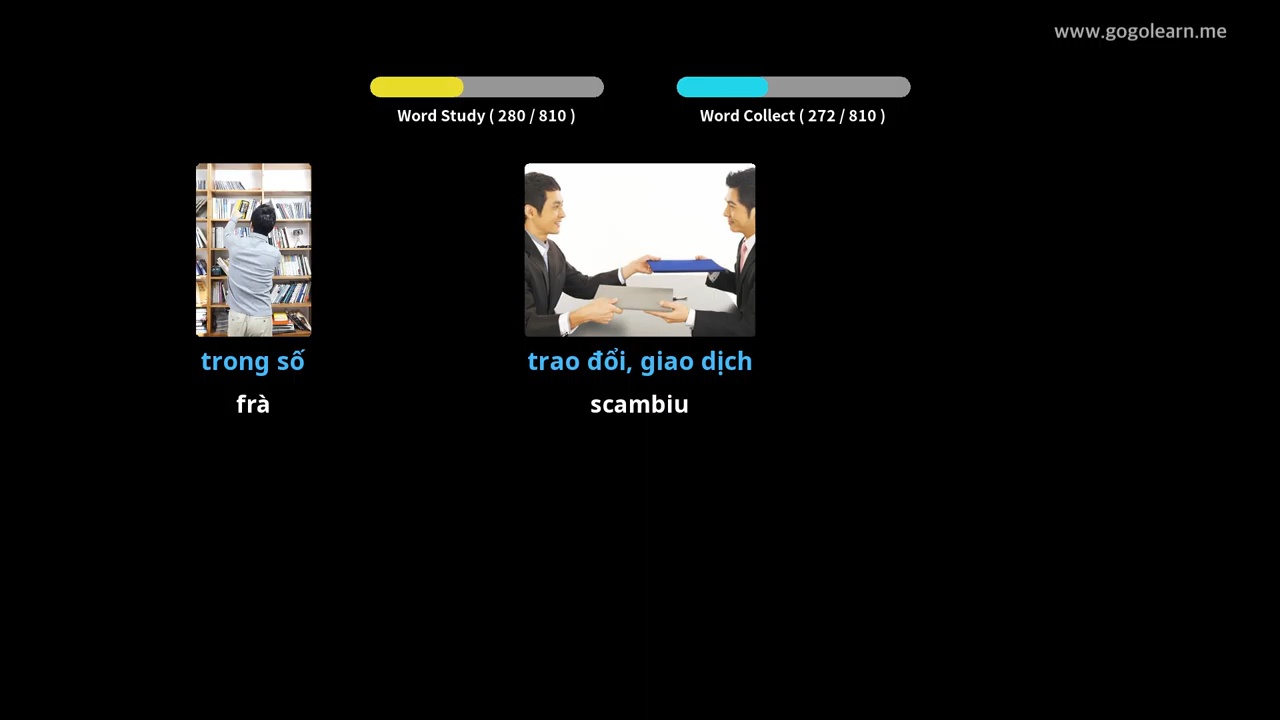 www.gogolearn.me
Word Study ( 280 / 810 )
Word Collect ( 272 / 810 )
trong số
trao đổi, giao dịch
frà
scambiu